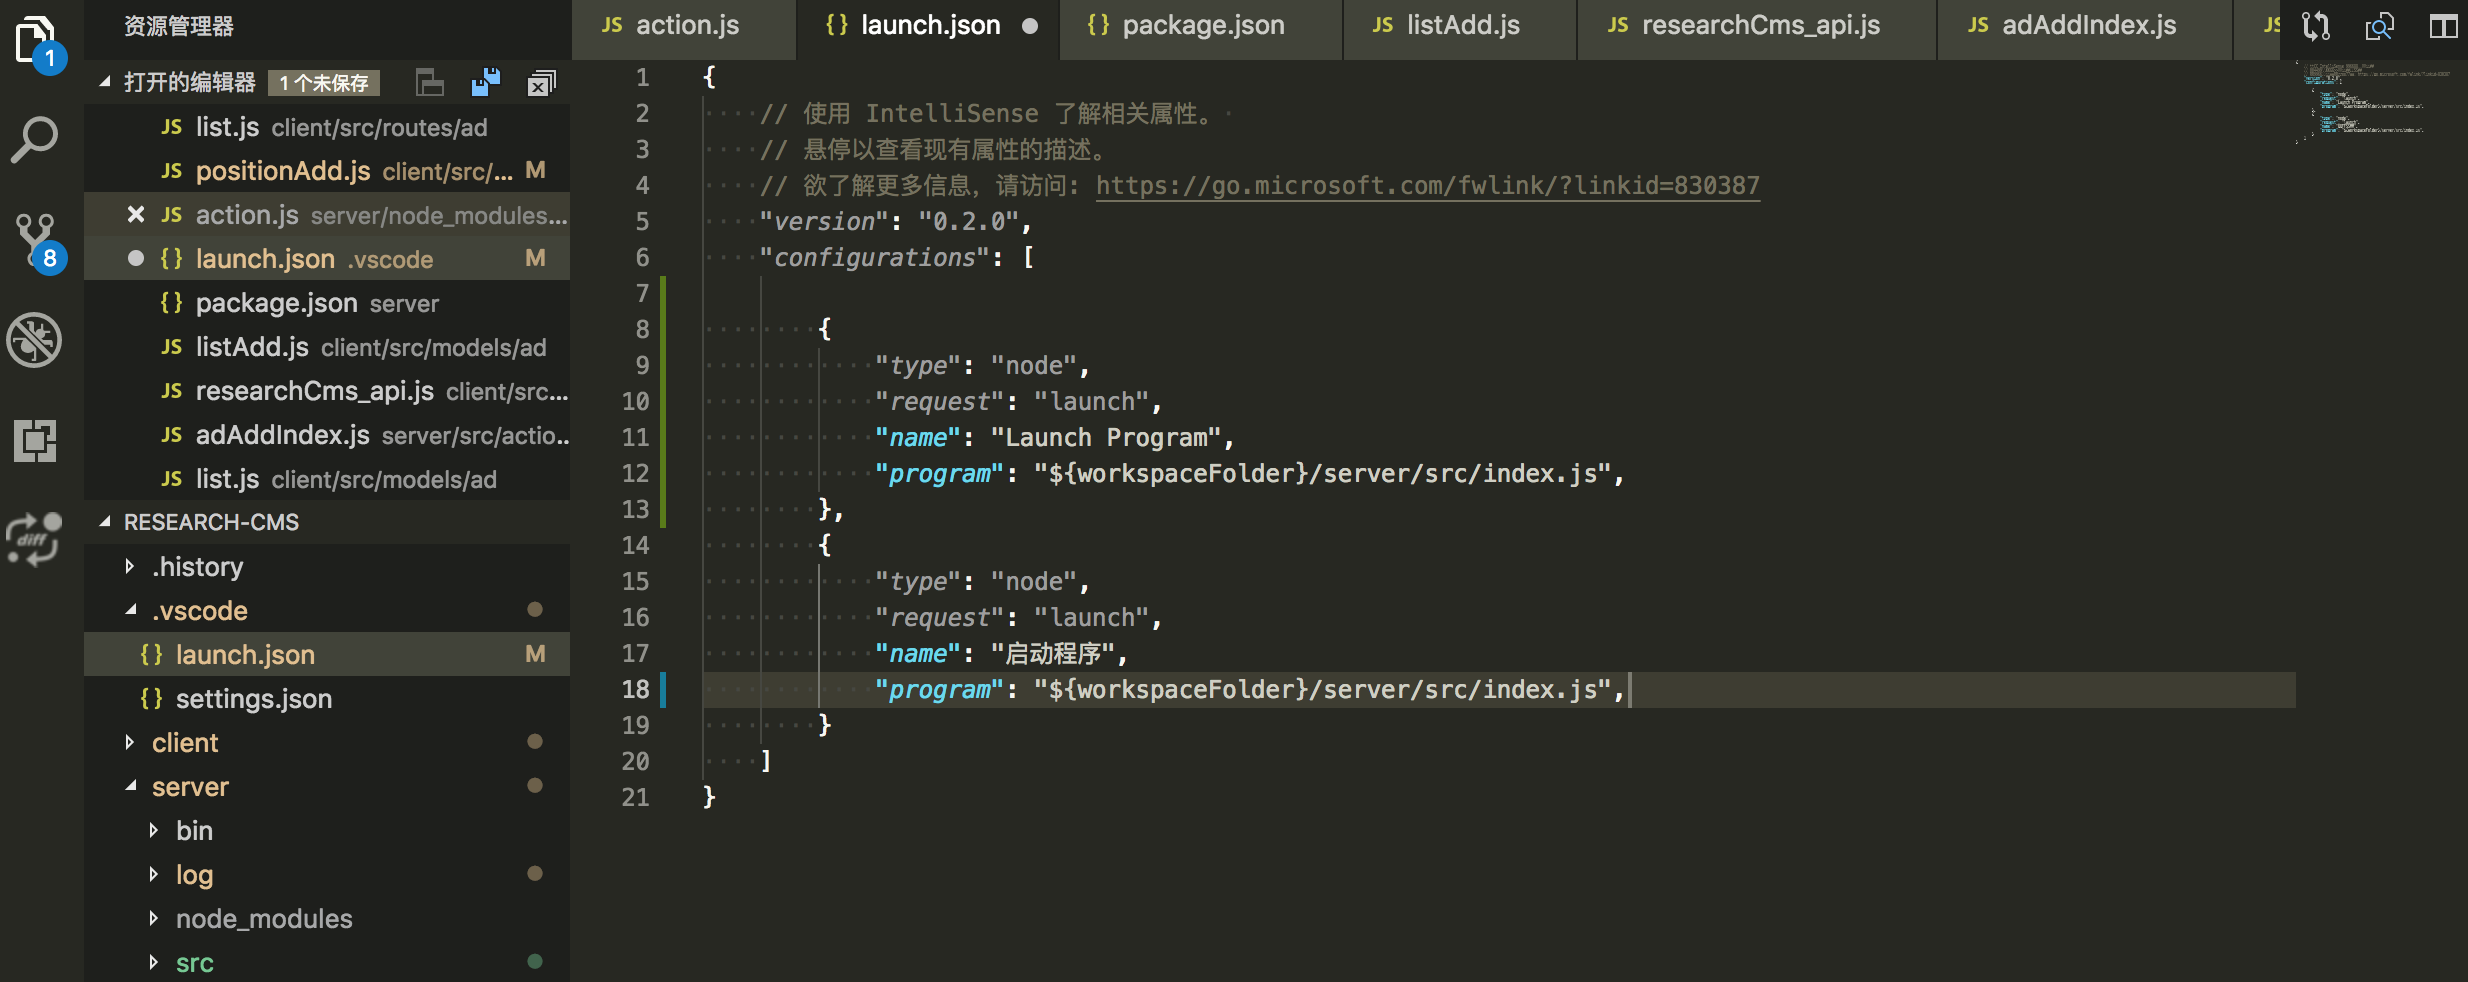 资源管理器
1
打开的编辑器 1 个未保存
JS list.js client/src/routes/ad
JS positionAdd.js client/src/... M
JS action.js server/node_modules...
{} launch.json .vscode M
8
{} package.json server
JS listAdd.js client/src/models/ad
JS researchCms_api.js client/src...
JS adAddIndex.js server/src/actio..
JS list.js client/src/models/ad
diff
RESEARCH-CMS
.history
.vscode
{} launch.json M
{} settings.json
client
server
bin
log
node_modules
src
JS action.js {} launch.json {} package.json JS listAdd.js JS researchCms_api.js JS adAddIndex.js JS
1 {
2 // 使用 IntelliSense 了解相关属性。
3 // 悬停以查看现有属性的描述。
4 // 欲了解更多信息，请访问: https://go.microsoft.com/fwlink/?linkid=830387
5 "version": "0.2.0",
6 "configurations": [
7
8 {
9 "type": "node",
10 "request": "launch",
11 "name": "Launch Program",
12 "program": "${workspaceFolder}/server/src/index.js",
13 },
14 {
15 "type": "node",
16 "request": "launch",
17 "name": "启动程序",
18 "program": "${workspaceFolder}/server/src/index.js",
19 }
20 ]
21 }